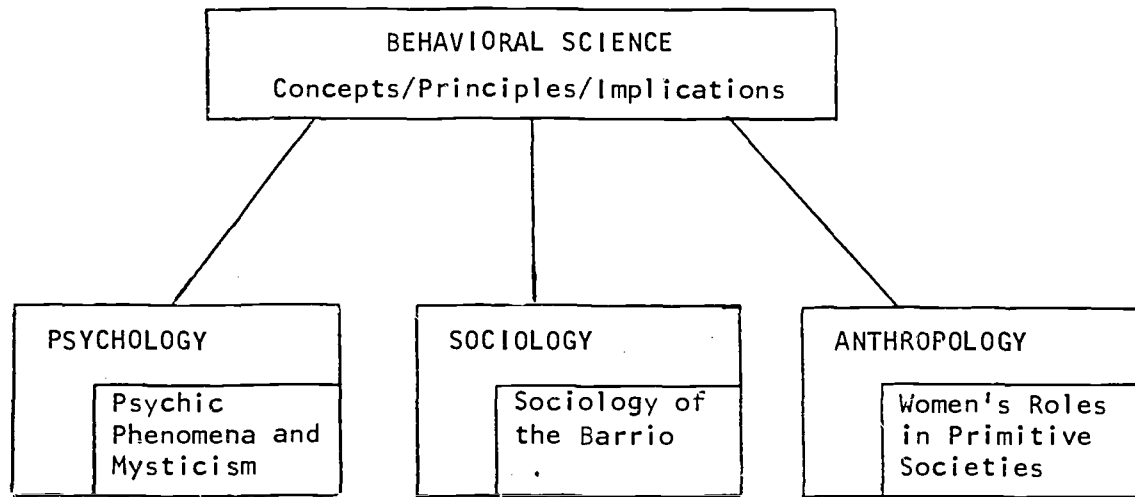 BEHAVIORAL SCIENCE
Concepts/Principles/Implications
PSYCHOLOGY
Psychic
Phenomena and
Mysticism
SOCIOLOGY
Sociology of
the Barrio
ANTHROPOLOGY
Women's Roles
in Primitive
Societies